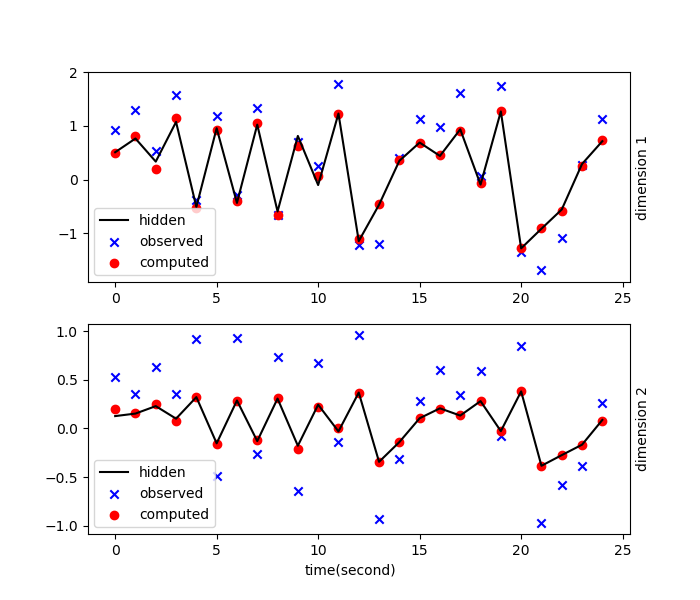 2
1
0
−1
0
5
10
15
20
25
hidden
observed
computed
dimension 1
1.0
0.5
0.0
−0.5
−1.0
0
5
10
15
20
25
hidden
observed
computed
dimension 2
time(second)